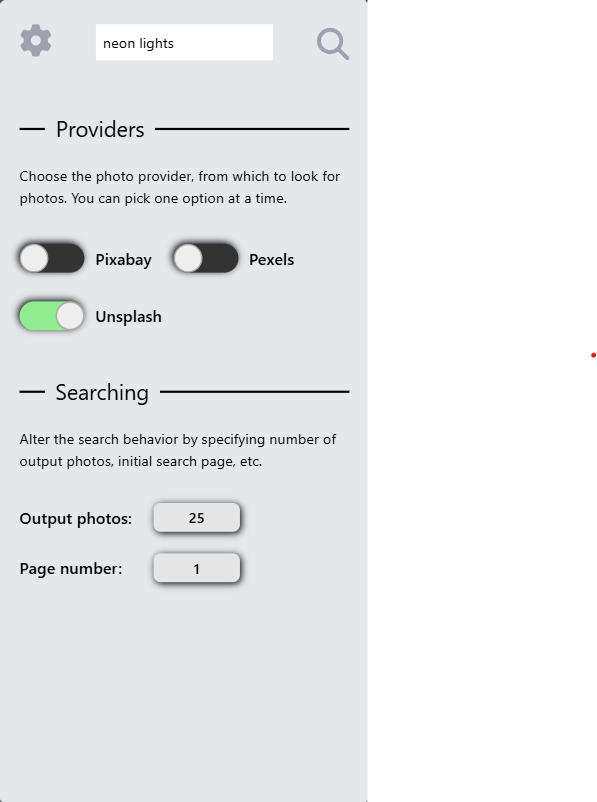 neon lights
Providers
Choose the photo provider, from which to look for
photos. You can pick one option at a time.
Pixabay
Pexels
Unsplash
Searching
Alter the search behavior by specifying number of
output photos, initial search page, etc.
Output photos: 25
Page number: 1